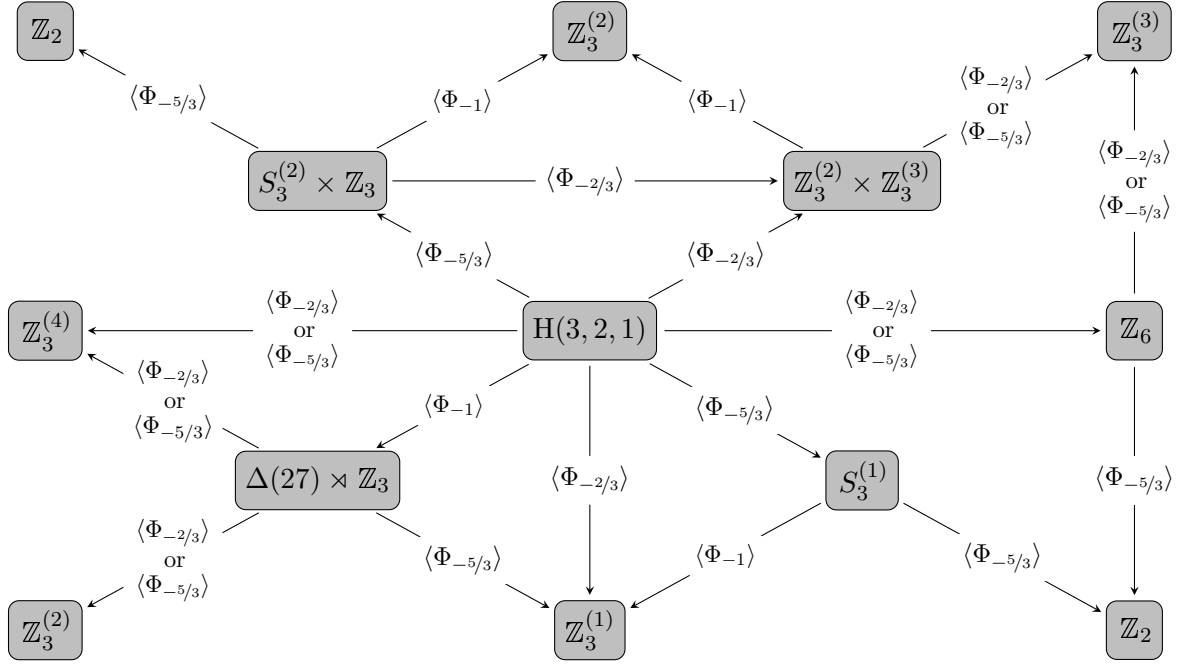 ℤ₂
ℤ₃⁽²⁾
ℤ₃⁽³⁾
⟨Φ₋₅/₃⟩
⟨Φ₋₁⟩
⟨Φ₋₁⟩
⟨Φ₋₂/₃⟩
or
⟨Φ₋₅/₃⟩
S₃⁽²⁾ × ℤ₃
⟨Φ₋₂/₃⟩
ℤ₃⁽²⁾ × ℤ₃⁽³⁾
⟨Φ₋₂/₃⟩
or
⟨Φ₋₅/₃⟩
⟨Φ₋₅/₃⟩
⟨Φ₋₂/₃⟩
ℤ₃⁽⁴⁾
⟨Φ₋₂/₃⟩
or
⟨Φ₋₅/₃⟩
H(3, 2, 1)
⟨Φ₋₂/₃⟩
or
⟨Φ₋₅/₃⟩
ℤ₆
⟨Φ₋₂/₃⟩
or
⟨Φ₋₅/₃⟩
⟨Φ₋₁⟩
⟨Φ₋₅/₃⟩
Δ(27) ⋊ ℤ₃
⟨Φ₋₂/₃⟩
S₃⁽¹⁾
⟨Φ₋₅/₃⟩
⟨Φ₋₂/₃⟩
or
⟨Φ₋₅/₃⟩
⟨Φ₋₅/₃⟩
⟨Φ₋₁⟩
⟨Φ₋₅/₃⟩
ℤ₃⁽²⁾
ℤ₃⁽¹⁾
ℤ₂